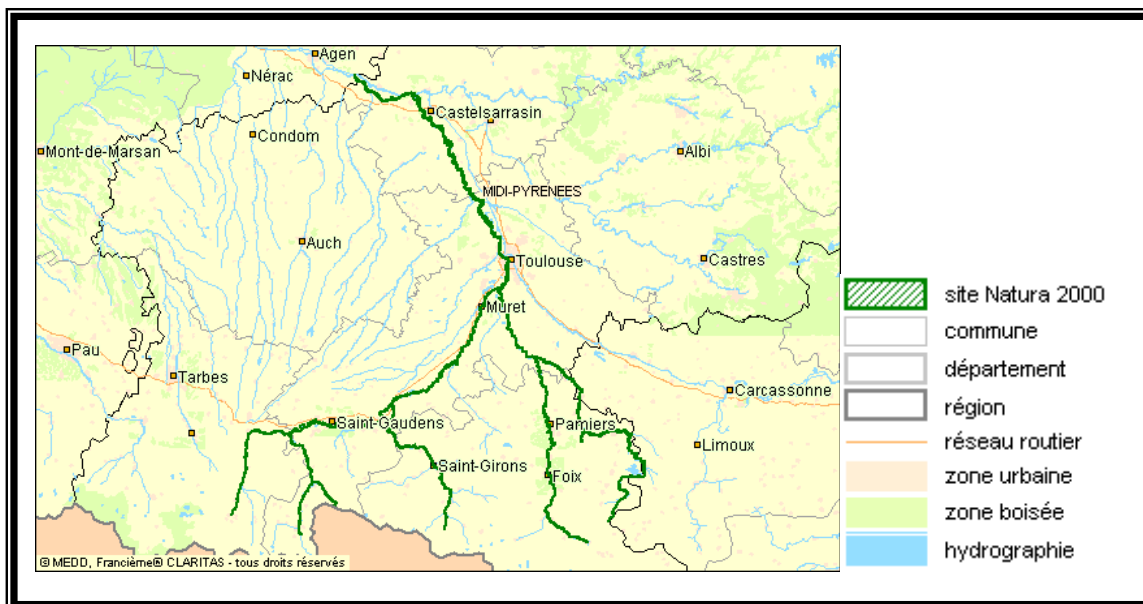 Agen
Nérac
Castelsarrasin
Condom
Mont-de-Marsan
Albi
MIDI-PYRENEES
Auch
Toulouse
Castres
Muret
Pau
Tarbes
Carcassonne
Saint-Gaudens
Pamiers
Limoux
Saint-Girons
Foix
© MEDD, Francième® CLARITAS - tous droits réservés
site Natura 2000
commune
département
région
réseau routier
zone urbaine
zone boisée
hydrographie